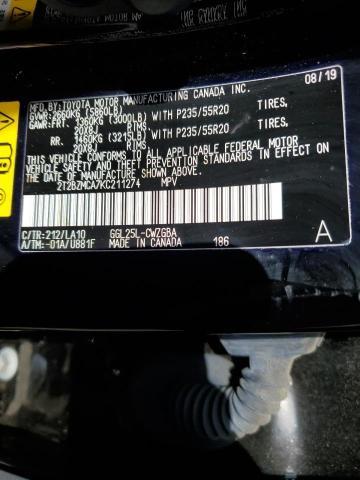 MFD. BY:TOYOTA MOTOR MANUFACTURING CANADA INC. 08/19
GVWR: 2660KG (5860LB)
GAWR:FRT. 1360KG (3000LB) WITH P235/55R20 TIRES,
20X8J RIMS,
RR. 1460KG (3215LB) WITH P235/55R20 TIRES,
20X8J RIMS,
THIS VEHICLE CONFORMS TO ALL APPLICABLE FEDERAL MOTOR
VEHICLE SAFETY AND THEFT PREVENTION STANDARDS IN
EFFECT ON THE DATE OF MANUFACTURE SHOWN ABOVE.
2T2BZMCA7KC211274 MPV
C/TR:212/LA10 GGL25L-CWZGBA
A/TM:-01A/U881F MADE IN CANADA 186 A